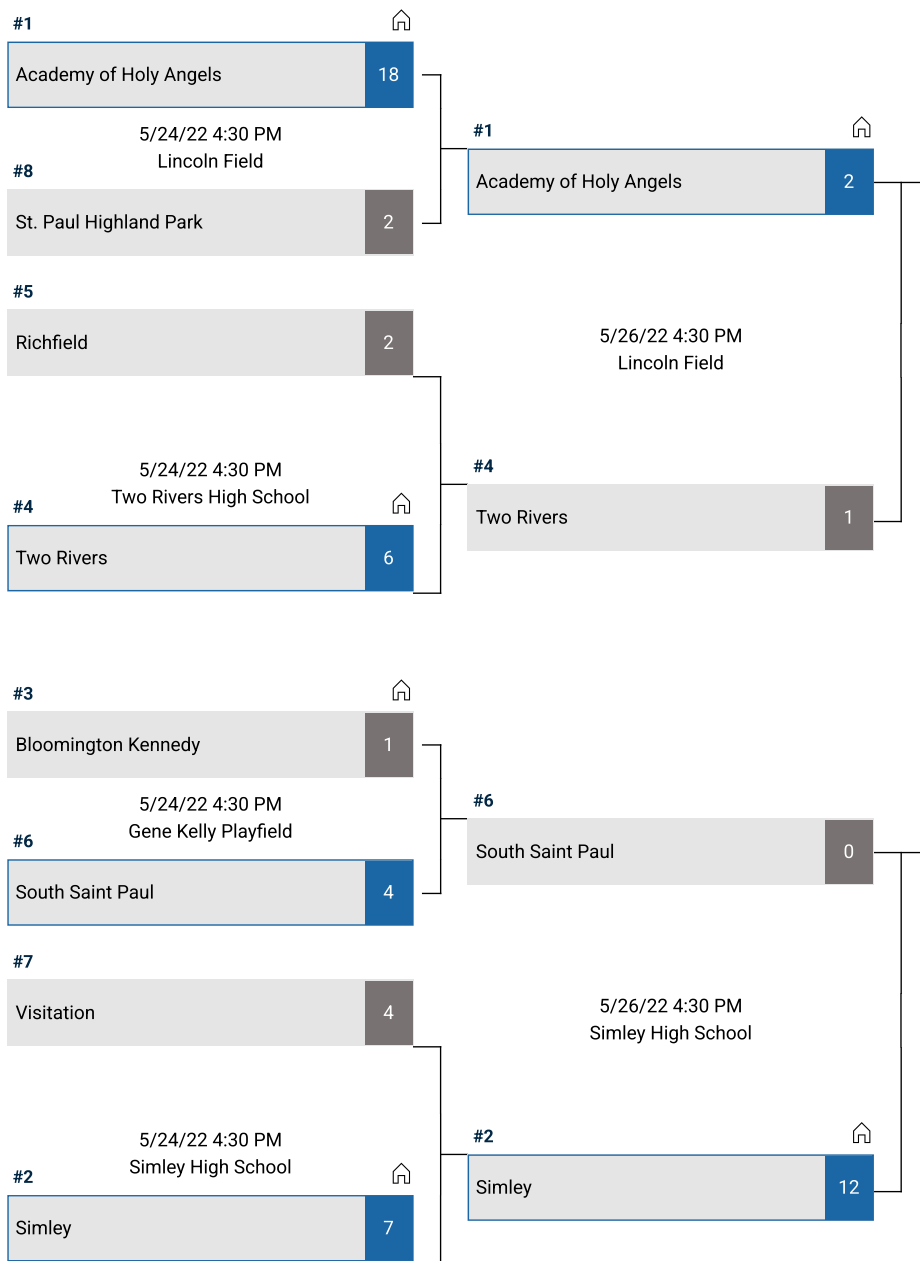 #1
Academy of Holy Angels 18
5/24/22 4:30 PM
Lincoln Field
#8
St. Paul Highland Park 2
#5
Richfield 2
5/24/22 4:30 PM
Two Rivers High School
#4
Two Rivers 6
#1
Academy of Holy Angels 2
5/26/22 4:30 PM
Lincoln Field
#4
Two Rivers 1
#3
Bloomington Kennedy 1
5/24/22 4:30 PM
Gene Kelly Playfield
#6
South Saint Paul 4
#7
Visitation 4
5/24/22 4:30 PM
Simley High School
#2
Simley 7
#6
South Saint Paul 0
5/26/22 4:30 PM
Simley High School
#2
Simley 12